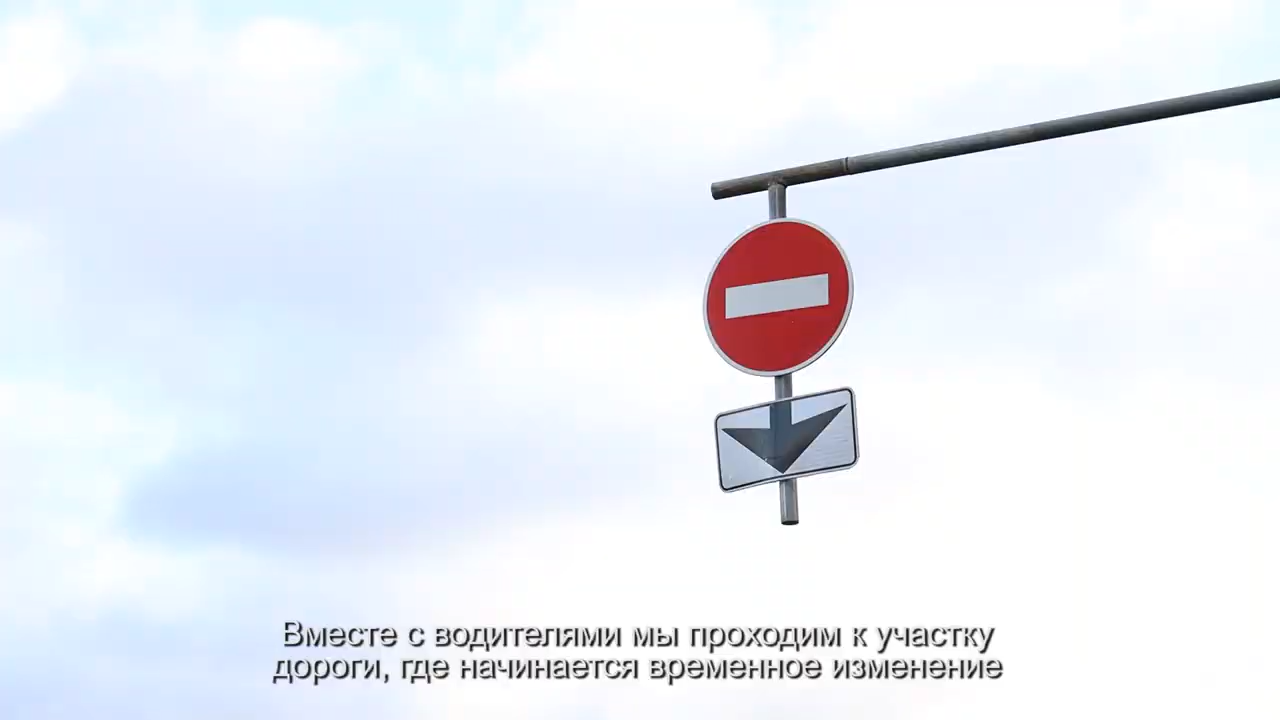 Вместе с водителями мы проходим к участку
дороги, где начинается временное изменение